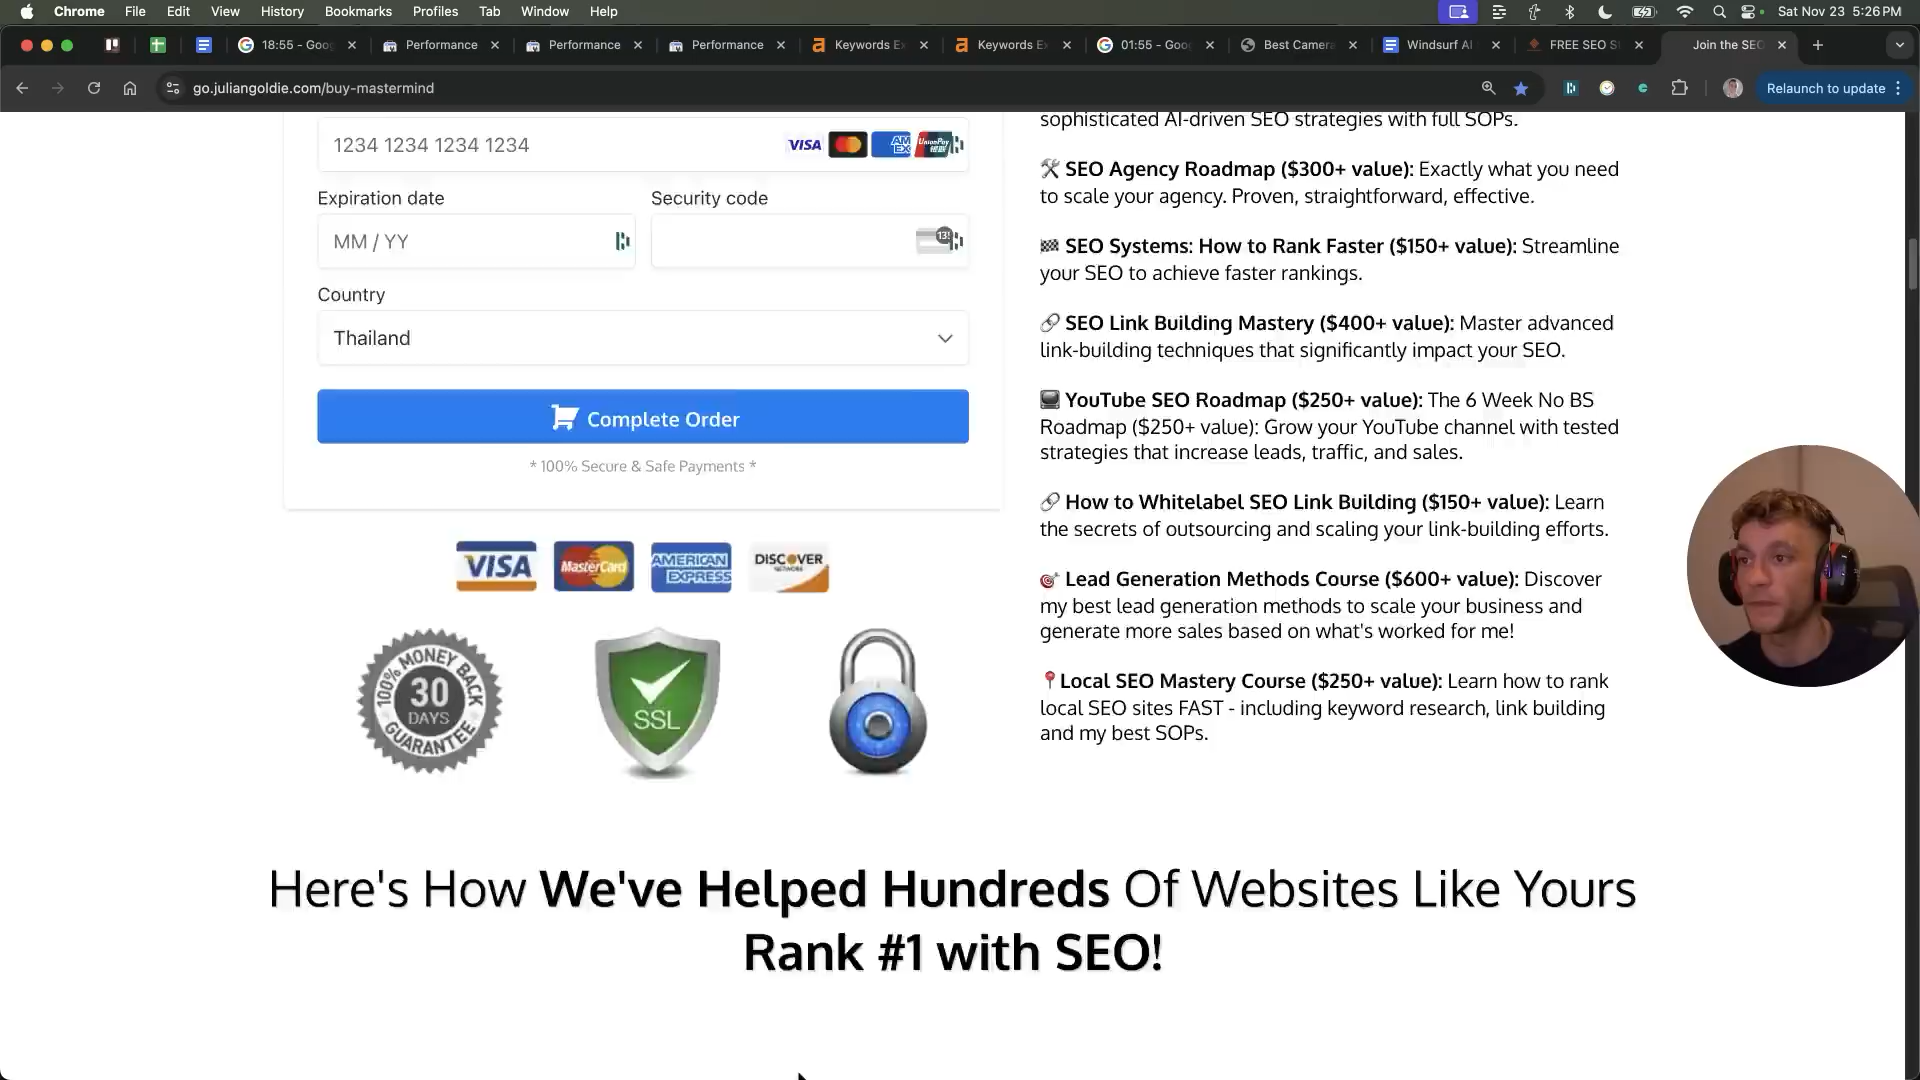 Chrome File Edit View History Bookmarks Profiles Tab Window Help Sat Nov 23 5:26 PM
18:55 - Goo Performance Performance Performance Keywords E Keywords E 01:55 - Goo Best Camera Windsurf AI FREE SEO S Join the SEO
go.juliangoldie.com/buy-mastermind Relaunch to update
1234 1234 1234 1234 VISA AM EX UnionPay
Expiration date Security code
MM / YY 135
Country
Thailand
Complete Order
* 100% Secure & Safe Payments *
VISA MasterCard AMERICAN EXPRESS DISCOVER NETWORK
100% MONEY BACK
30
DAYS
GUARANTEE
SSL
sophisticated AI-driven SEO strategies with full SOPs.
SEO Agency Roadmap ($300+ value): Exactly what you need
to scale your agency. Proven, straightforward, effective.
SEO Systems: How to Rank Faster ($150+ value): Streamline
your SEO to achieve faster rankings.
SEO Link Building Mastery ($400+ value): Master advanced
link-building techniques that significantly impact your SEO.
YouTube SEO Roadmap ($250+ value): The 6 Week No BS
Roadmap ($250+ value): Grow your YouTube channel with tested
strategies that increase leads, traffic, and sales.
How to Whitelabel SEO Link Building ($150+ value): Learn
the secrets of outsourcing and scaling your link-building efforts.
Lead Generation Methods Course ($600+ value): Discover
my best lead generation methods to scale your business and
generate more sales based on what's worked for me!
Local SEO Mastery Course ($250+ value): Learn how to rank
local SEO sites FAST - including keyword research, link building
and my best SOPs.
Here's How We've Helped Hundreds Of Websites Like Yours
Rank #1 with SEO!